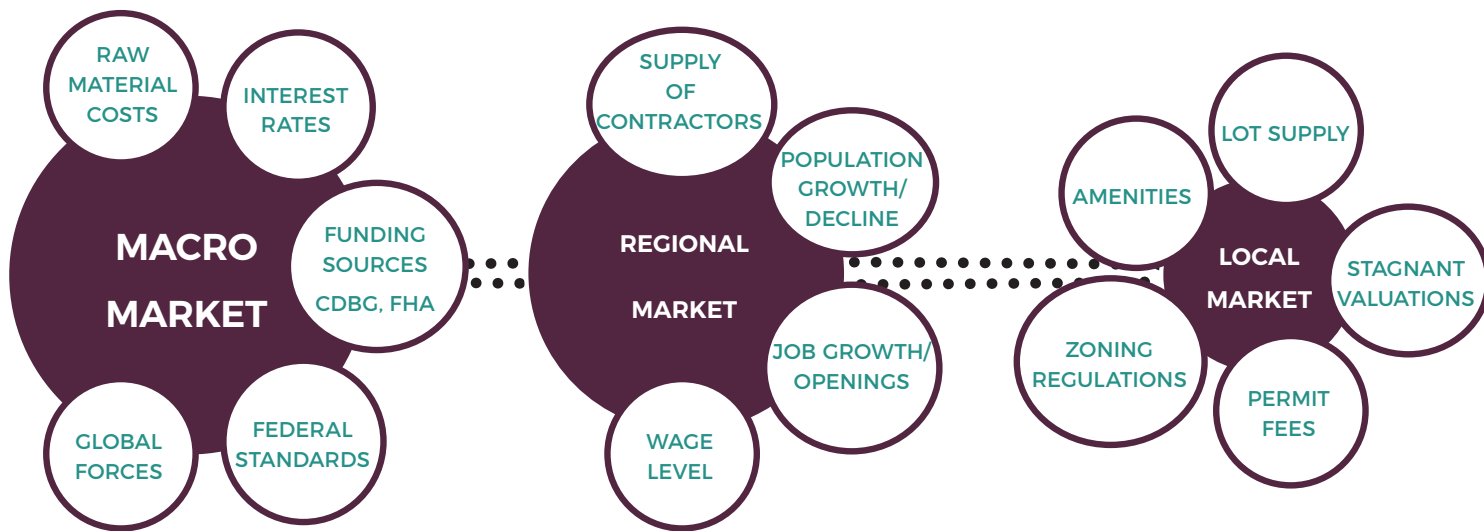 RAW
MATERIAL
COSTS
INTEREST
RATES
MACRO
MARKET
FUNDING
SOURCES
CDBG, FHA
GLOBAL
FORCES
FEDERAL
STANDARDS
SUPPLY
OF
CONTRACTORS
POPULATION
GROWTH/
DECLINE
REGIONAL
MARKET
JOB GROWTH/
OPENINGS
WAGE
LEVEL
LOT SUPPLY
AMENITIES
LOCAL
MARKET
STAGNANT
VALUATIONS
ZONING
REGULATIONS
PERMIT
FEES